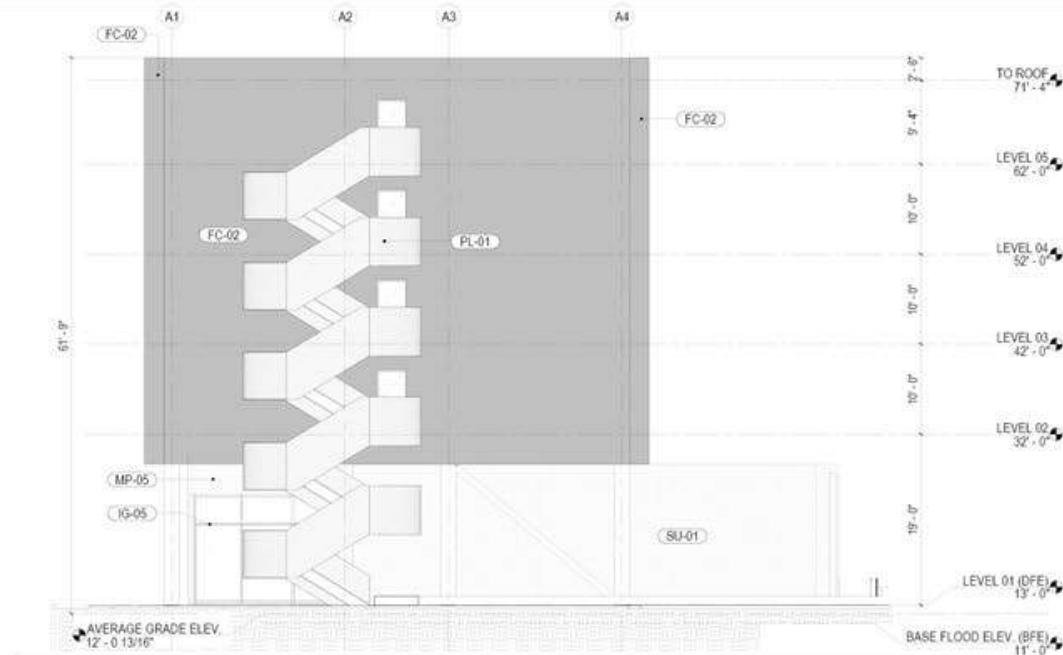 A1
A2
A3
A4
FC-02
TO ROOF
71' - 4"
2' - 6"
9' - 4"
FC-02
LEVEL 05
62' - 0"
10' - 0"
FC-02
PL-01
LEVEL 04
52' - 0"
10' - 0"
61' - 9"
LEVEL 03
42' - 0"
10' - 0"
LEVEL 02
32' - 0"
MP-05
IG-05
19' - 0"
SU-01
LEVEL 01 (DFE)
13' - 0"
AVERAGE GRADE ELEV.
12' - 0 13/16"
BASE FLOOD ELEV. (BFE)
11' - 0"